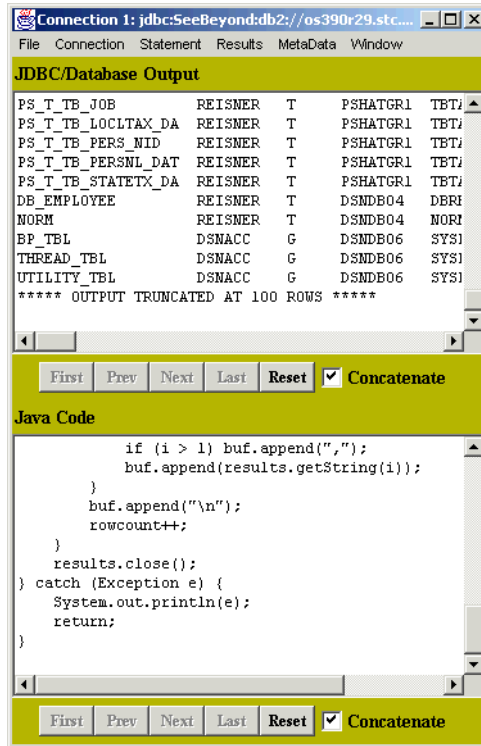 Connection 1: jdbc:SeeBeyond:db2://os390r29.stc....
File Connection Statement Results MetaData Window
JDBC/Database Output
PS_T_TB_JOB REISNER T PSHATGR1
PS_T_TB_LOCLTAX_DA REISNER T PSHATGR1
PS_T_TB_PERS_NID REISNER T PSHATGR1
PS_T_TB_PERSNL_DAT REISNER T PSHATGR1
PS_T_TB_STATETX_DA REISNER T PSHATGR1
DB_EMPLOYEE REISNER T DSNDB04
NORM REISNER T DSNDB04
BP_TBL DSNACC G DSNDB06
THREAD_TBL DSNACC G DSNDB06
UTILITY_TBL DSNACC G DSNDB06
***** OUTPUT TRUNCATED AT 100 ROWS *****
First Prev Next Last Reset Concatenate
Java Code
if (i > 1) buf.append(",");
buf.append(results.getString(i));
}
buf.append("\n");
rowcount++;
}
results.close();
} catch (Exception e) {
System.out.println(e);
return;
}
First Prev Next Last Reset Concatenate